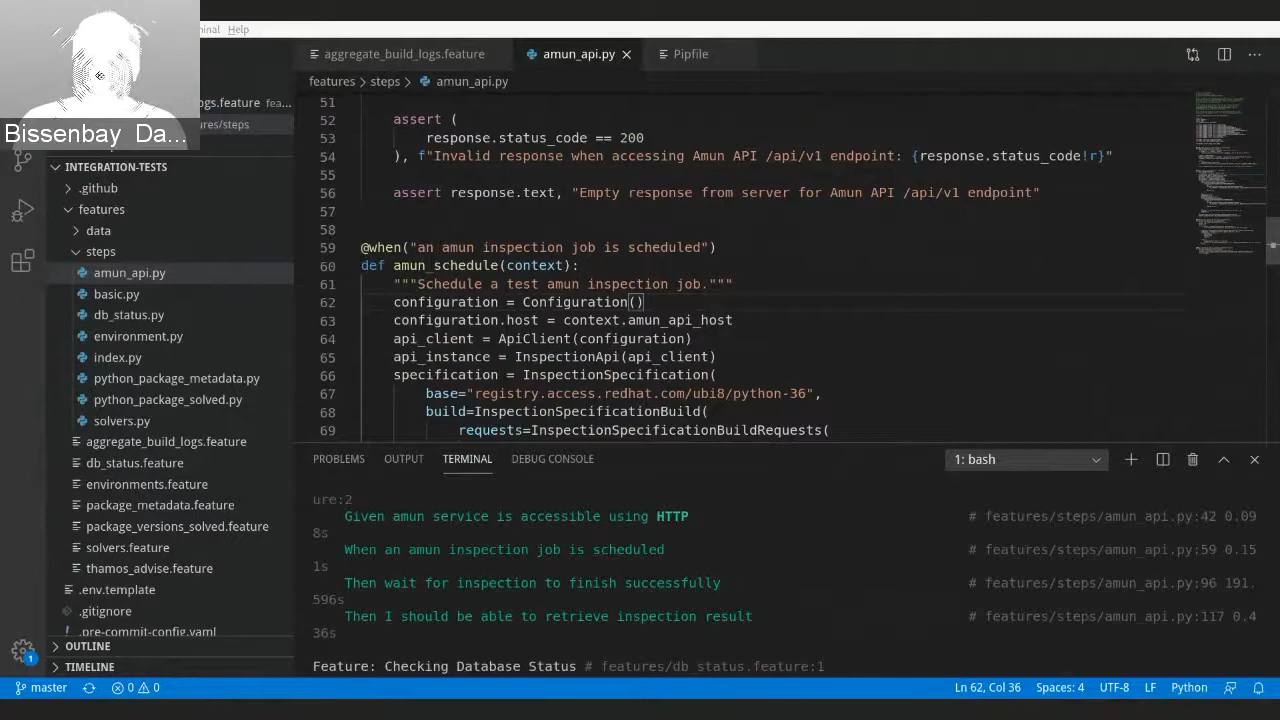 minal Help
Bissenbay Da...
logs.feature fea...
ures/steps
INTEGRATION-TESTS
.github
features
data
steps
amun_api.py
basic.py
db_status.py
environment.py
index.py
python_package_metadata.py
python_package_solved.py
solvers.py
aggregate_build_logs.feature
db_status.feature
environments.feature
package_metadata.feature
package_versions_solved.feature
solvers.feature
thamos_advise.feature
.env.template
.gitignore
.pre-commit-config.yaml
OUTLINE
TIMELINE
aggregate_build_logs.feature amun_api.py Pipfile
features > steps > amun_api.py
51
52 assert (
53 response.status_code == 200
54 ), f"Invalid response when accessing Amun API /api/v1 endpoint: {response.status_code!r}"
55
56 assert response.text, "Empty response from server for Amun API /api/v1 endpoint"
57
58
59 @when("an amun inspection job is scheduled")
60 def amun_schedule(context):
61 """Schedule a test amun inspection job."""
62 configuration = Configuration()
63 configuration.host = context.amun_api_host
64 api_client = ApiClient(configuration)
65 api_instance = InspectionApi(api_client)
66 specification = InspectionSpecification(
67 base="registry.access.redhat.com/ubi8/python-36",
68 build=InspectionSpecificationBuild(
69 requests=InspectionSpecificationBuildRequests(
PROBLEMS OUTPUT TERMINAL DEBUG CONSOLE 1: bash
ure:2
Given amun service is accessible using HTTP # features/steps/amun_api.py:42 0.09
8s
When an amun inspection job is scheduled # features/steps/amun_api.py:59 0.15
1s
Then wait for inspection to finish successfully # features/steps/amun_api.py:96 191.
596s
Then I should be able to retrieve inspection result # features/steps/amun_api.py:117 0.4
36s
Feature: Checking Database Status # features/db_status.feature:1
1
master 0 0 Ln 62, Col 36 Spaces: 4 UTF-8 LF Python